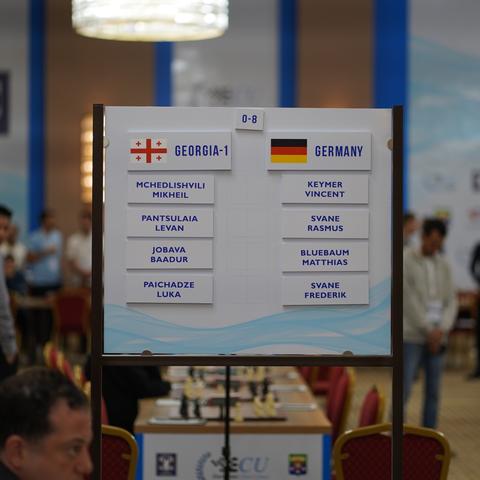 0-8
GEORGIA-1
GERMANY
MCHEDLISHVILI
MIKHEIL
KEYMER
VINCENT
PANTSULAIA
LEVAN
SVANE
RASMUS
JOBAVA
BAADUR
BLUEBAUM
MATTHIAS
PAICHADZE
LUKA
SVANE
FREDERIK
ECU